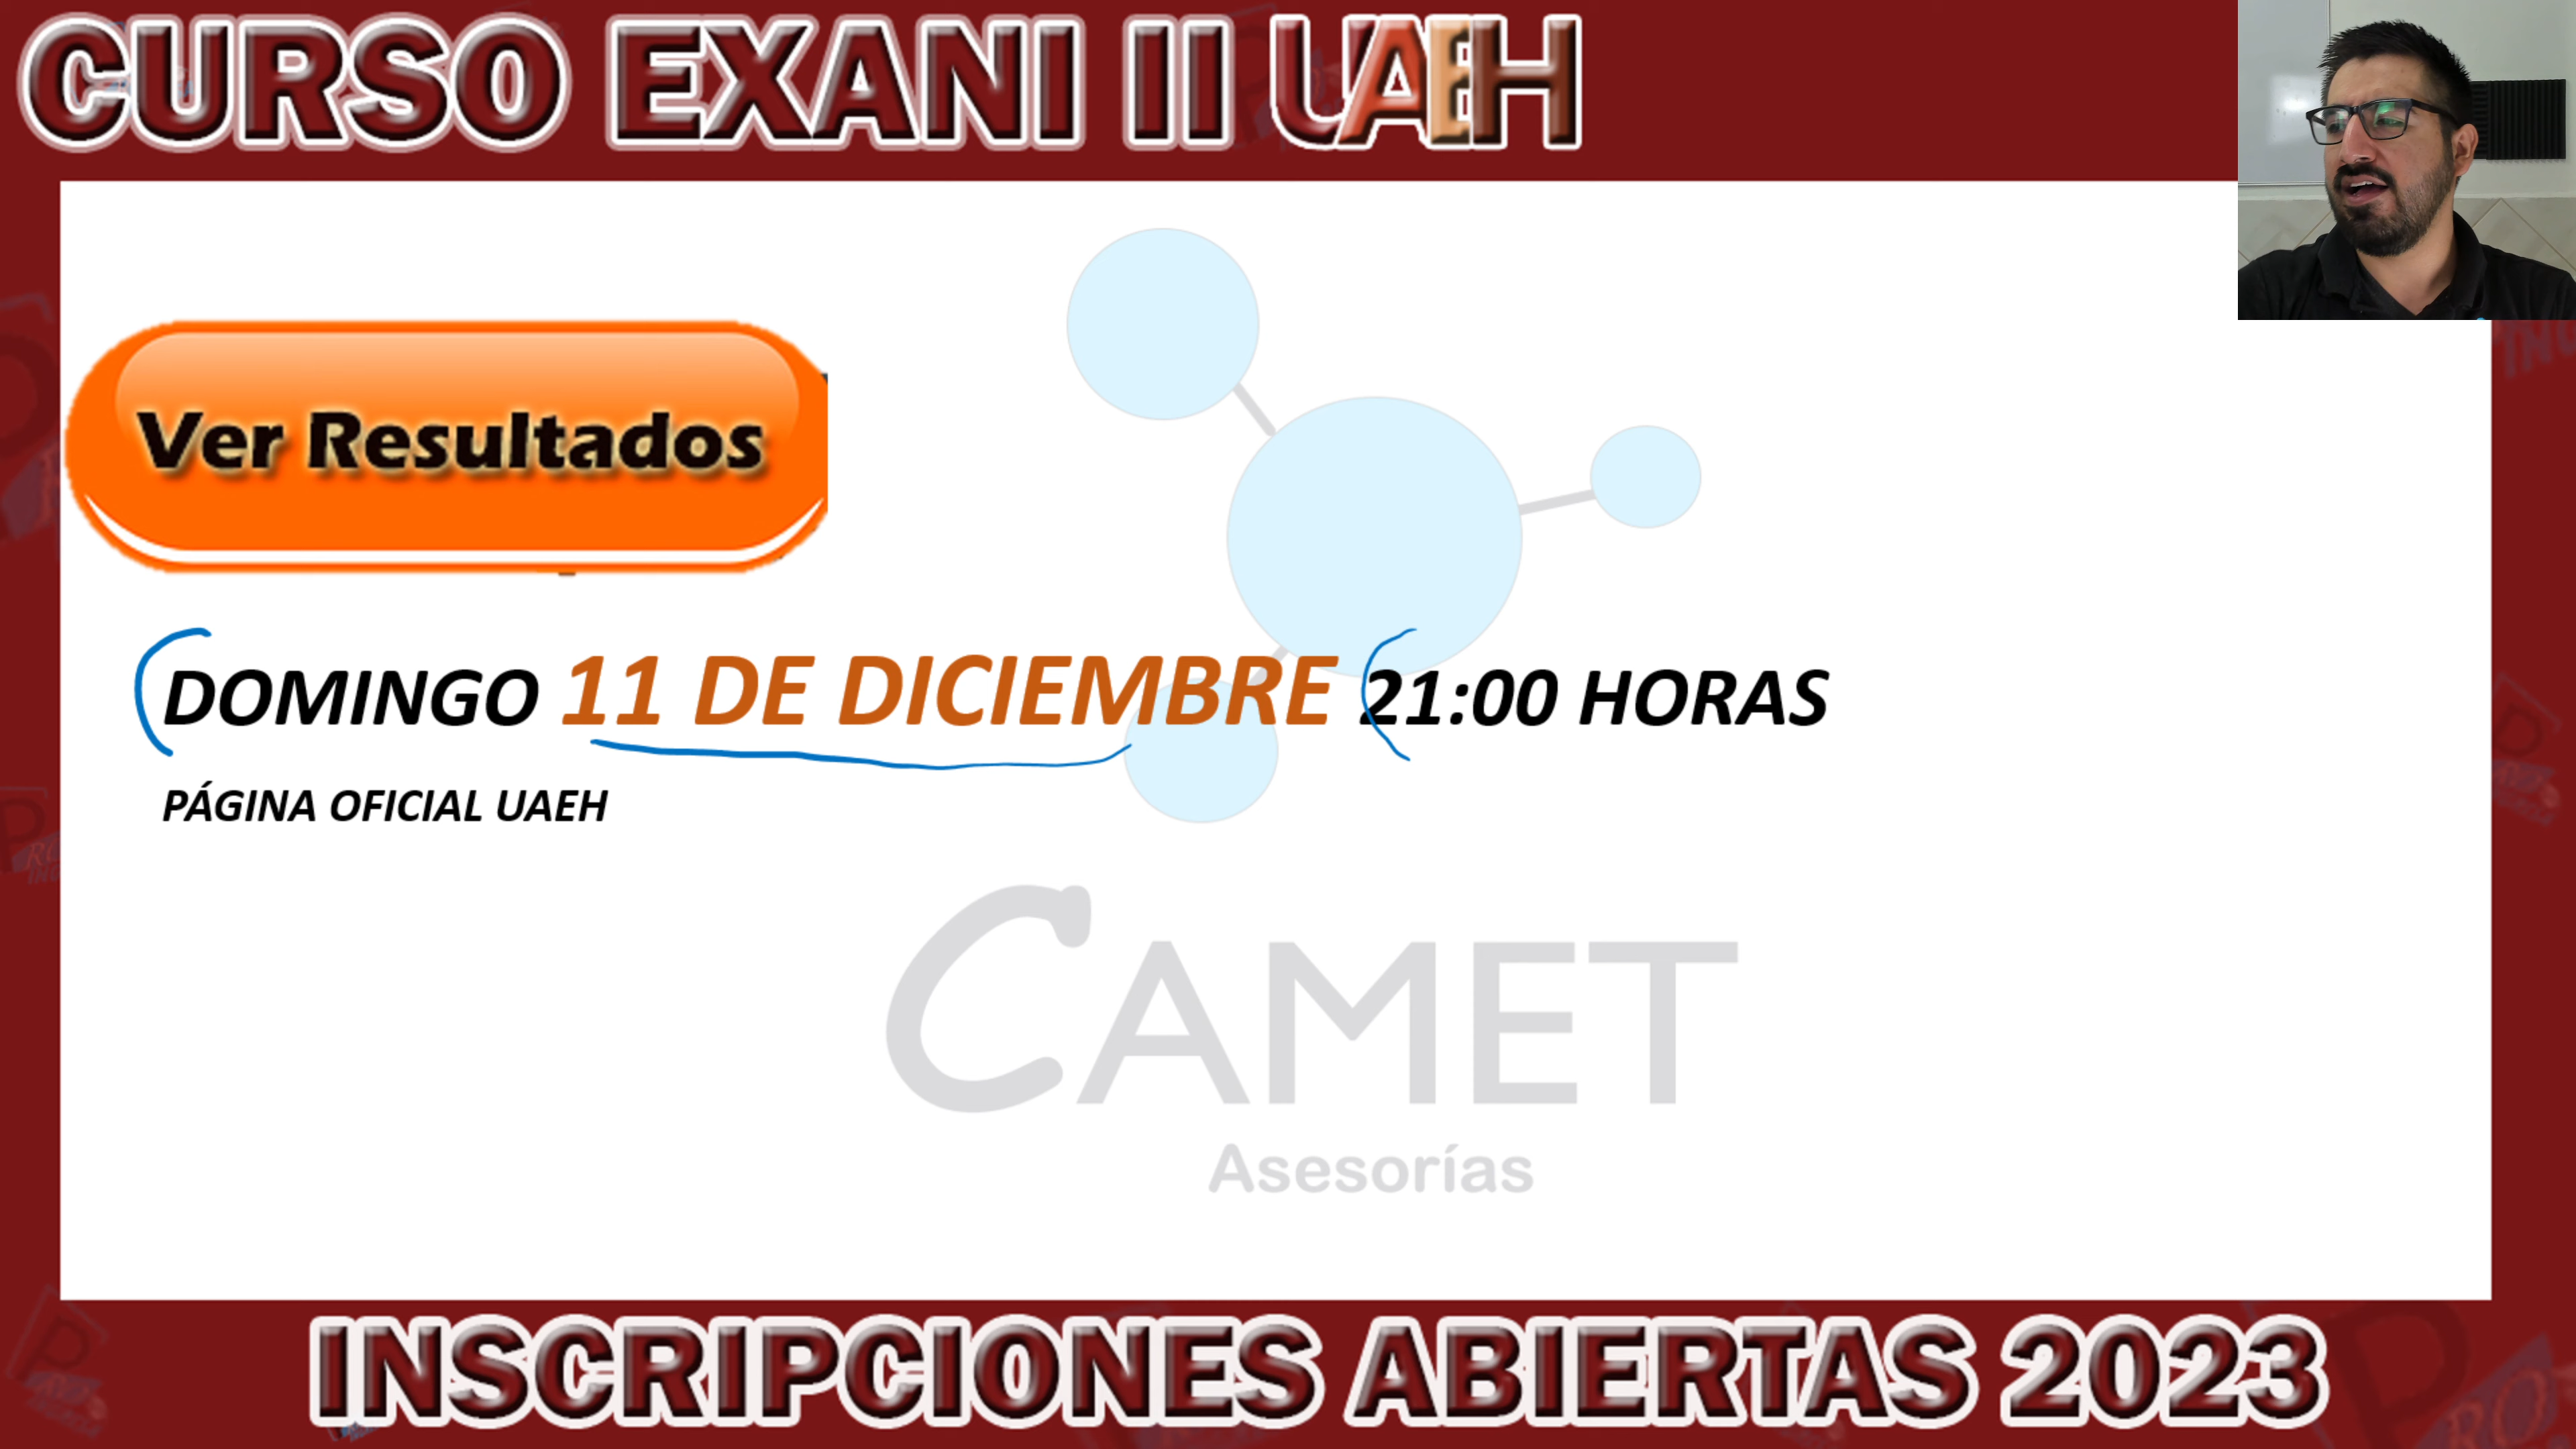 CURSO EXANI II UAEH
Ver Resultados
DOMINGO 11 DE DICIEMBRE 21:00 HORAS
PÁGINA OFICIAL UAEH
CAMET
Asesorías
INSCRIPCIONES ABIERTAS 2023